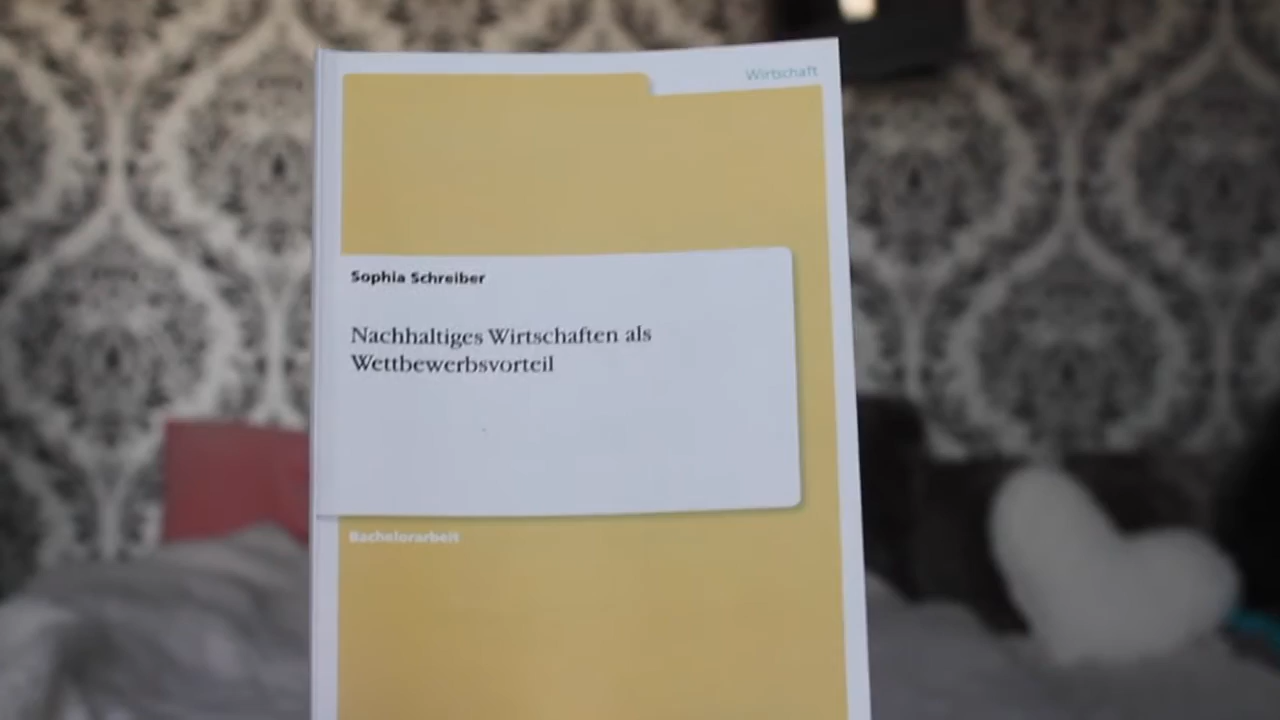 Wirtschaft
Sophia Schreiber
Nachhaltiges Wirtschaften als
Wettbewerbsvorteil
Bachelorarbeit